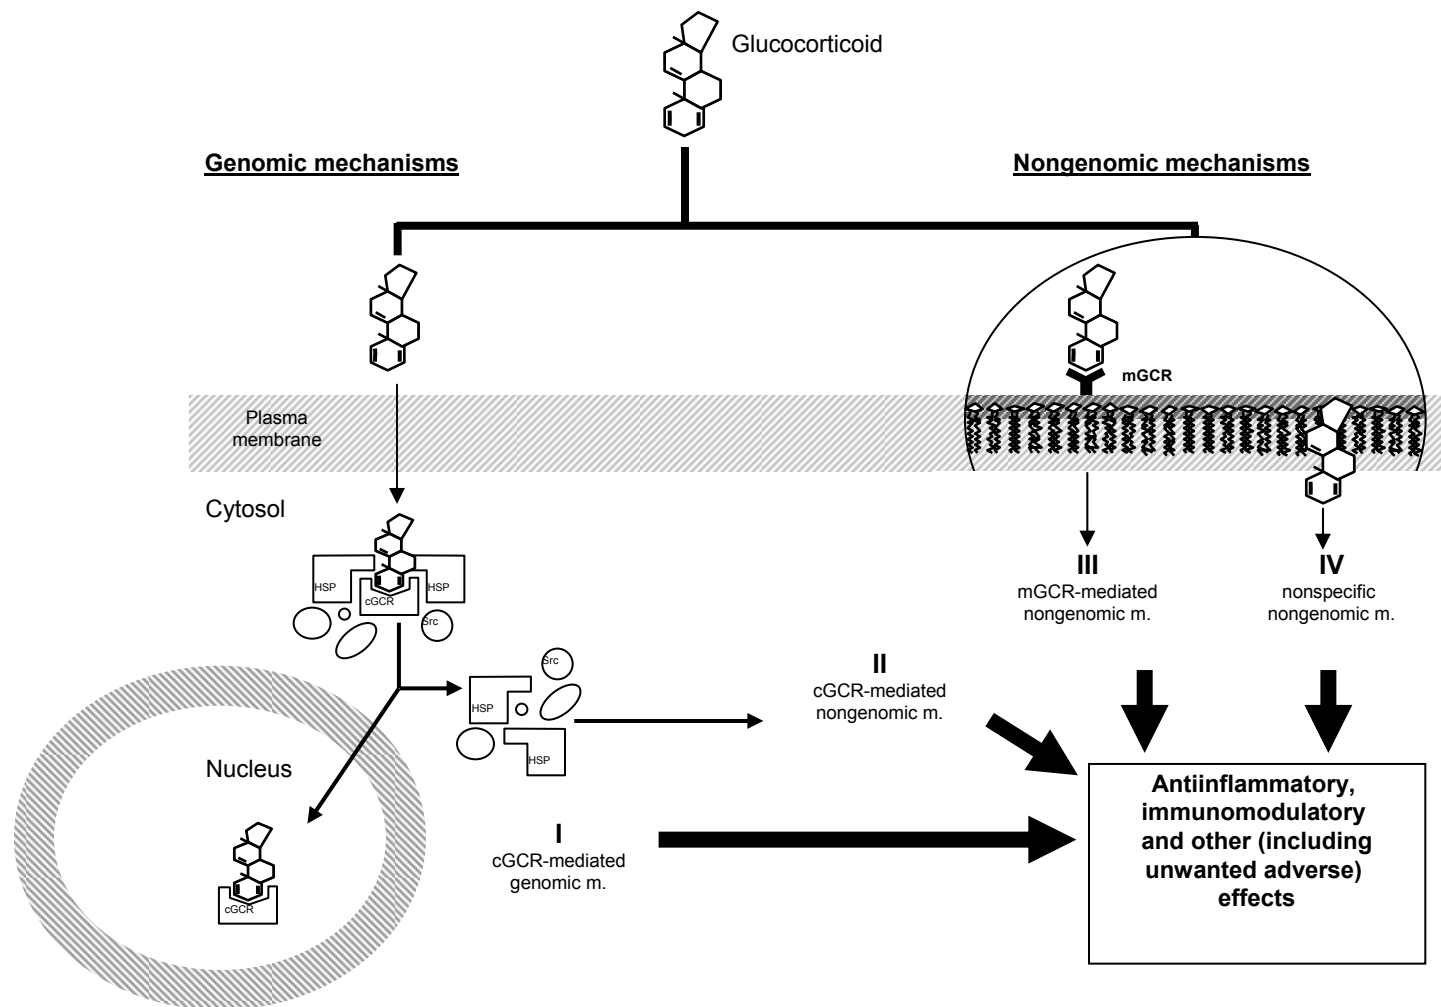 Glucocorticoid
Genomic mechanisms
Nongenomic mechanisms
mGCR
Plasma
membrane
Cytosol
HSP
HSP
cGCR
Src
III
mGCR-mediated
nongenomic m.
IV
nonspecific
nongenomic m.
Src
HSP
HSP
II
cGCR-mediated
nongenomic m.
Nucleus
cGCR
I
cGCR-mediated
genomic m.
Antiinflammatory,
immunomodulatory
and other (including
unwanted adverse)
effects